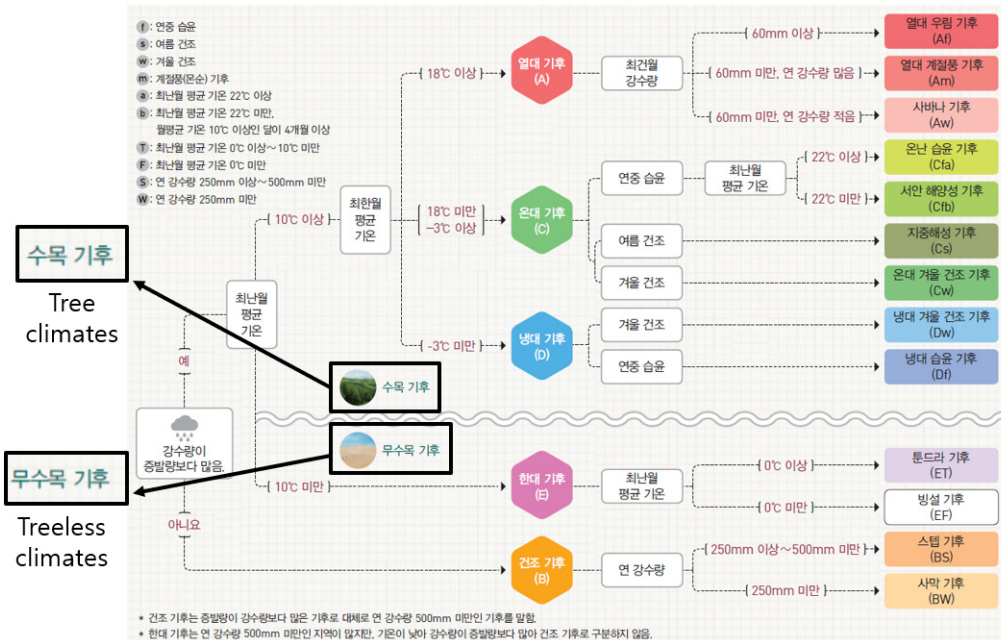 f : 연중 습윤
s : 여름 건조
w : 겨울 건조
m : 계절풍(몬순) 기후
a : 최난월 평균 기온 22℃ 이상
b : 최난월 평균 기온 22℃ 미만,
월평균 기온 10℃ 이상인 달이 4개월 이상
T : 최난월 평균 기온 0℃ 이상~10℃ 미만
F : 최난월 평균 기온 0℃ 미만
S : 연 강수량 250mm 이상~500mm 미만
W : 연 강수량 250mm 미만
수목 기후
Tree
climates
무수목 기후
Treeless
climates
강수량이
증발량보다 많음.
예
아니요
최난월
평균
기온
10℃ 이상
10℃ 미만
수목 기후
무수목 기후
최한월
평균
기온
18℃ 이상
18℃ 미만
-3℃ 이상
-3℃ 미만
열대 기후
(A)
최건월
강수량
60mm 이상
60mm 미만, 연 강수량 많음
60mm 미만, 연 강수량 적음
열대 우림 기후
(Af)
열대 계절풍 기후
(Am)
사바나 기후
(Aw)
온대 기후
(C)
연중 습윤
최난월
평균 기온
22℃ 이상
22℃ 미만
여름 건조
겨울 건조
온난 습윤 기후
(Cfa)
서안 해양성 기후
(Cfb)
지중해성 기후
(Cs)
온대 겨울 건조 기후
(Cw)
냉대 기후
(D)
겨울 건조
연중 습윤
냉대 겨울 건조 기후
(Dw)
냉대 습윤 기후
(Df)
한대 기후
(E)
최난월
평균 기온
0℃ 이상
0℃ 미만
툰드라 기후
(ET)
빙설 기후
(EF)
건조 기후
(B)
연 강수량
250mm 이상~500mm 미만
250mm 미만
스텝 기후
(BS)
사막 기후
(BW)
* 건조 기후는 증발량이 강수량보다 많은 기후로 대체로 연 강수량 500mm 미만인 기후를 말함.
* 한대 기후는 연 강수량 500mm 미만인 지역이 많지만, 기온이 낮아 강수량이 증발량보다 많아 건조 기후로 구분하지 않음.